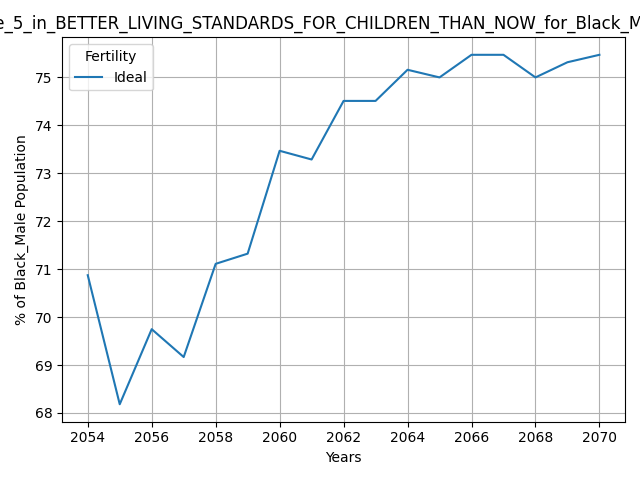 e_5_in_BETTER_LIVING_STANDARDS_FOR_CHILDREN_THAN_NOW_for_Black_M
Fertility
Ideal
% of Black_Male Population
75
74
73
72
71
70
69
68
2054 2056 2058 2060 2062 2064 2066 2068 2070
Years